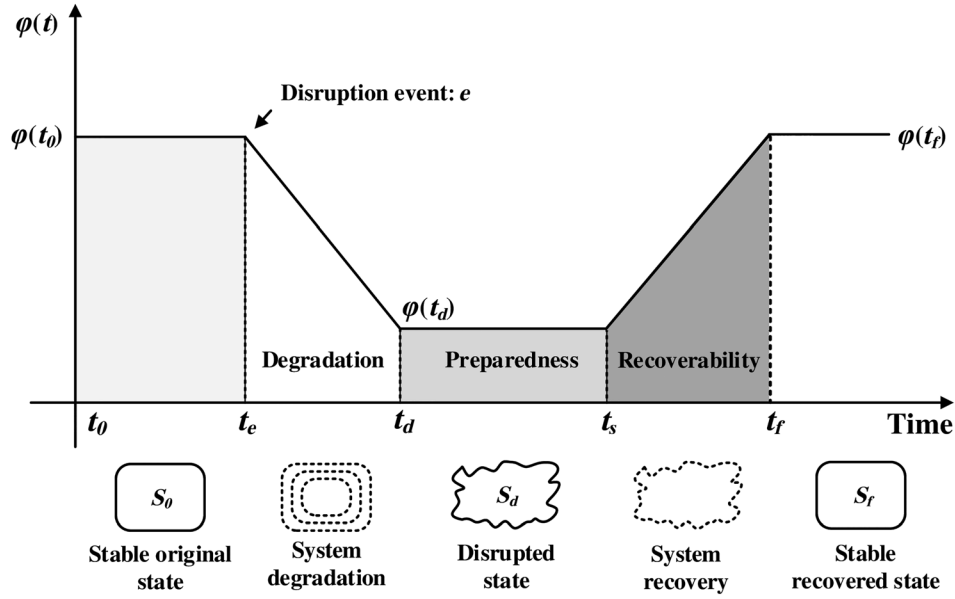 φ(t)
Disruption event: e
φ(t0)
φ(tf)
φ(td)
Degradation
Preparedness
Recoverability
t0
te
td
ts
tf
Time
S0
Sd
Sf
Stable original
state
System
degradation
Disrupted
state
System
recovery
Stable
recovered state